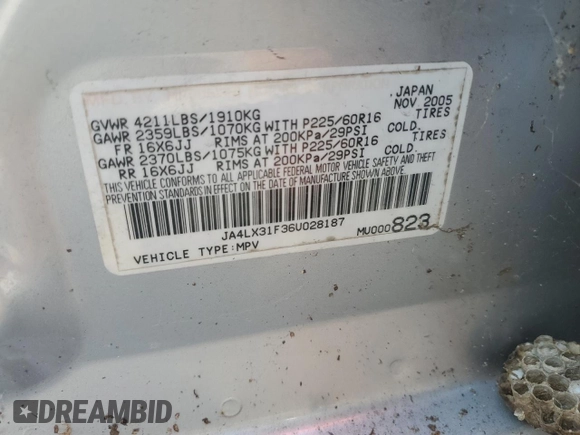 JAPAN
GVWR 4211LBS/1910KG NOV 2005
GAWR 2359LBS/1070KG WITH P225/60R16 TIRES
FR 16X6JJ RIMS AT 200KPa/29PSI COLD.
GAWR 2370LBS/1075KG WITH P225/60R16 TIRES
RR 16X6JJ RIMS AT 200KPa/29PSI COLD.
THIS VEHICLE CONFORMS TO ALL APPLICABLE FEDERAL MOTOR VEHICLE SAFETY AND THEFT
PREVENTION STANDARDS IN EFFECT ON THE DATE OF MANUFACTURE SHOWN ABOVE.
JA4LX31F36U028187 MU000823
VEHICLE TYPE:MPV
DREAMBID